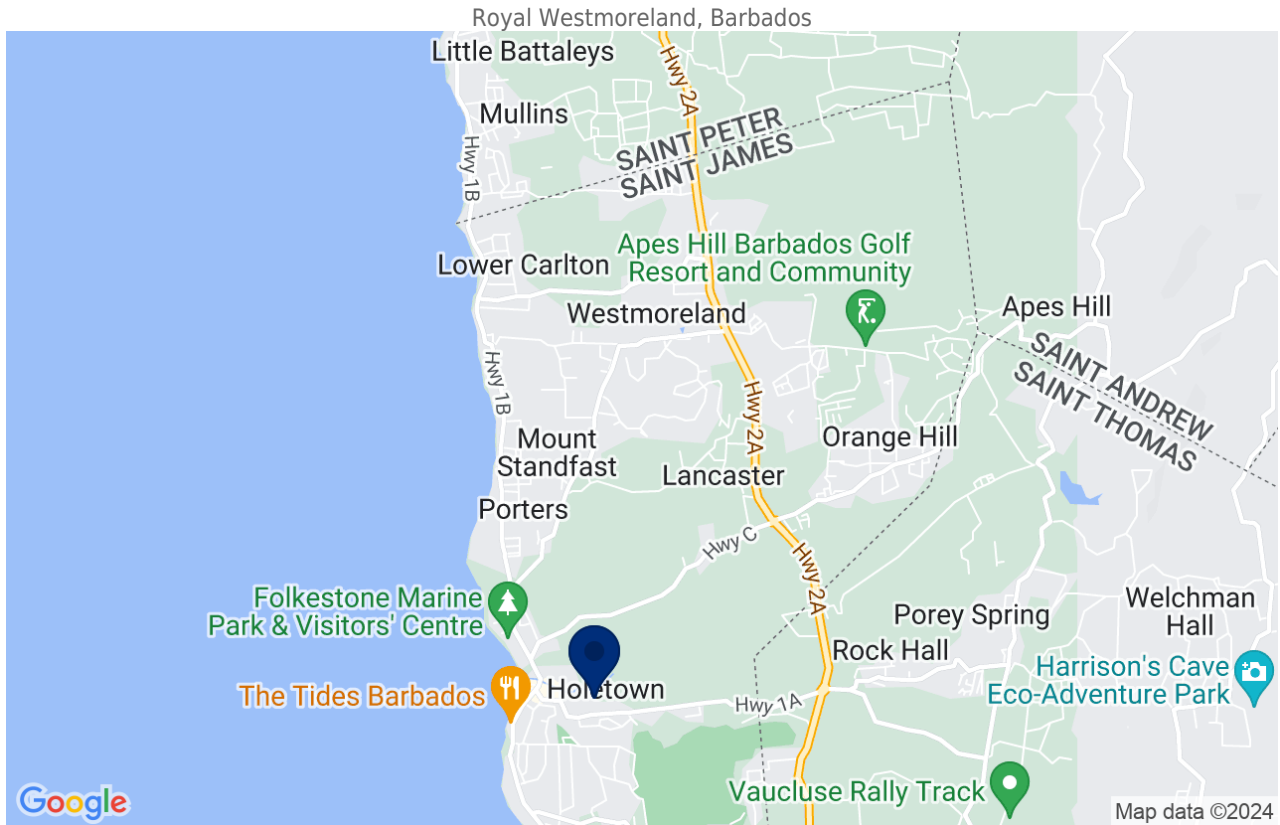 Royal Westmoreland, Barbados
Little Battaleys
Hwy 2A
Mullins
SAINT PETER
SAINT JAMES
Hwy 1B
Apes Hill Barbados Golf
Resort and Community
Lower Carlton
Westmoreland
Apes Hill
SAINT ANDREW
SAINT THOMAS
Hwy 1B
Hwy 2A
Mount
Standfast
Orange Hill
Lancaster
Porters
Hwy C
Hwy 2A
Folkestone Marine
Park & Visitors' Centre
Porey Spring
Welchman
Hall
Rock Hall
Harrison's Cave
Eco-Adventure Park
The Tides Barbados
Holetown
Hwy 1A
Vaucluse Rally Track
Google
Map data ©2024